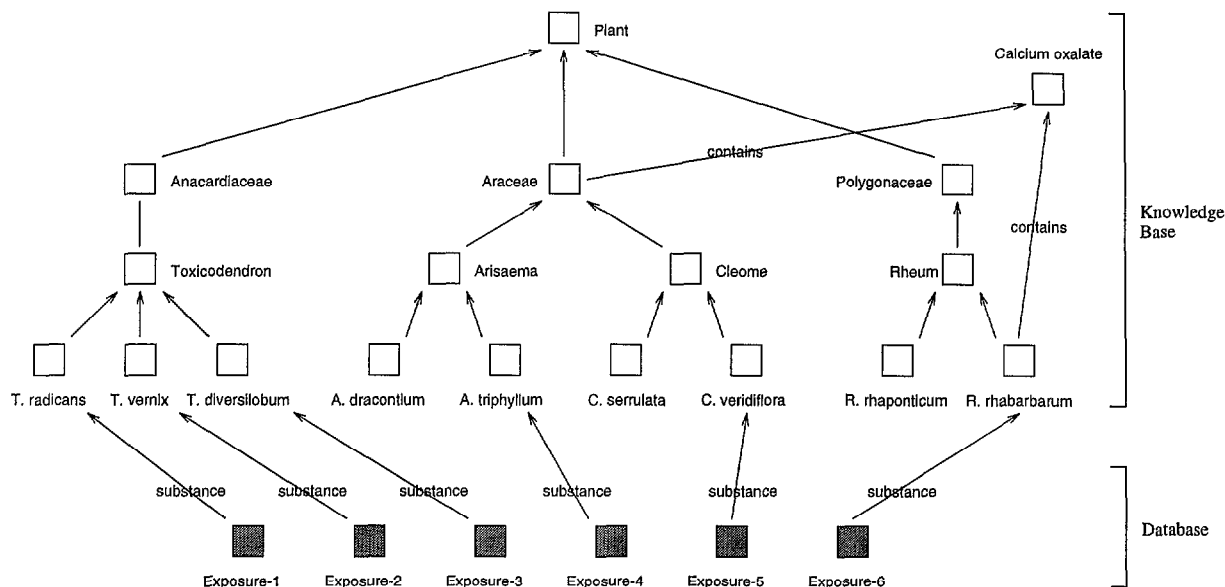 Plant
Calcium oxalate
contains
Anacardiaceae
Araceae
Polygonaceae
Knowledge
Base
contains
Toxicodendron
Arisaema
Cleome
Rheum
T. radicans
T. vernix
T. diversilobum
A. dracontium
A. triphyllum
C. serrulata
C. veridiflora
R. rhaponticum
R. rhabarbarum
substance
substance
substance
substance
substance
substance
Database
Exposure-1
Exposure-2
Exposure-3
Exposure-4
Exposure-5
Exposure-6